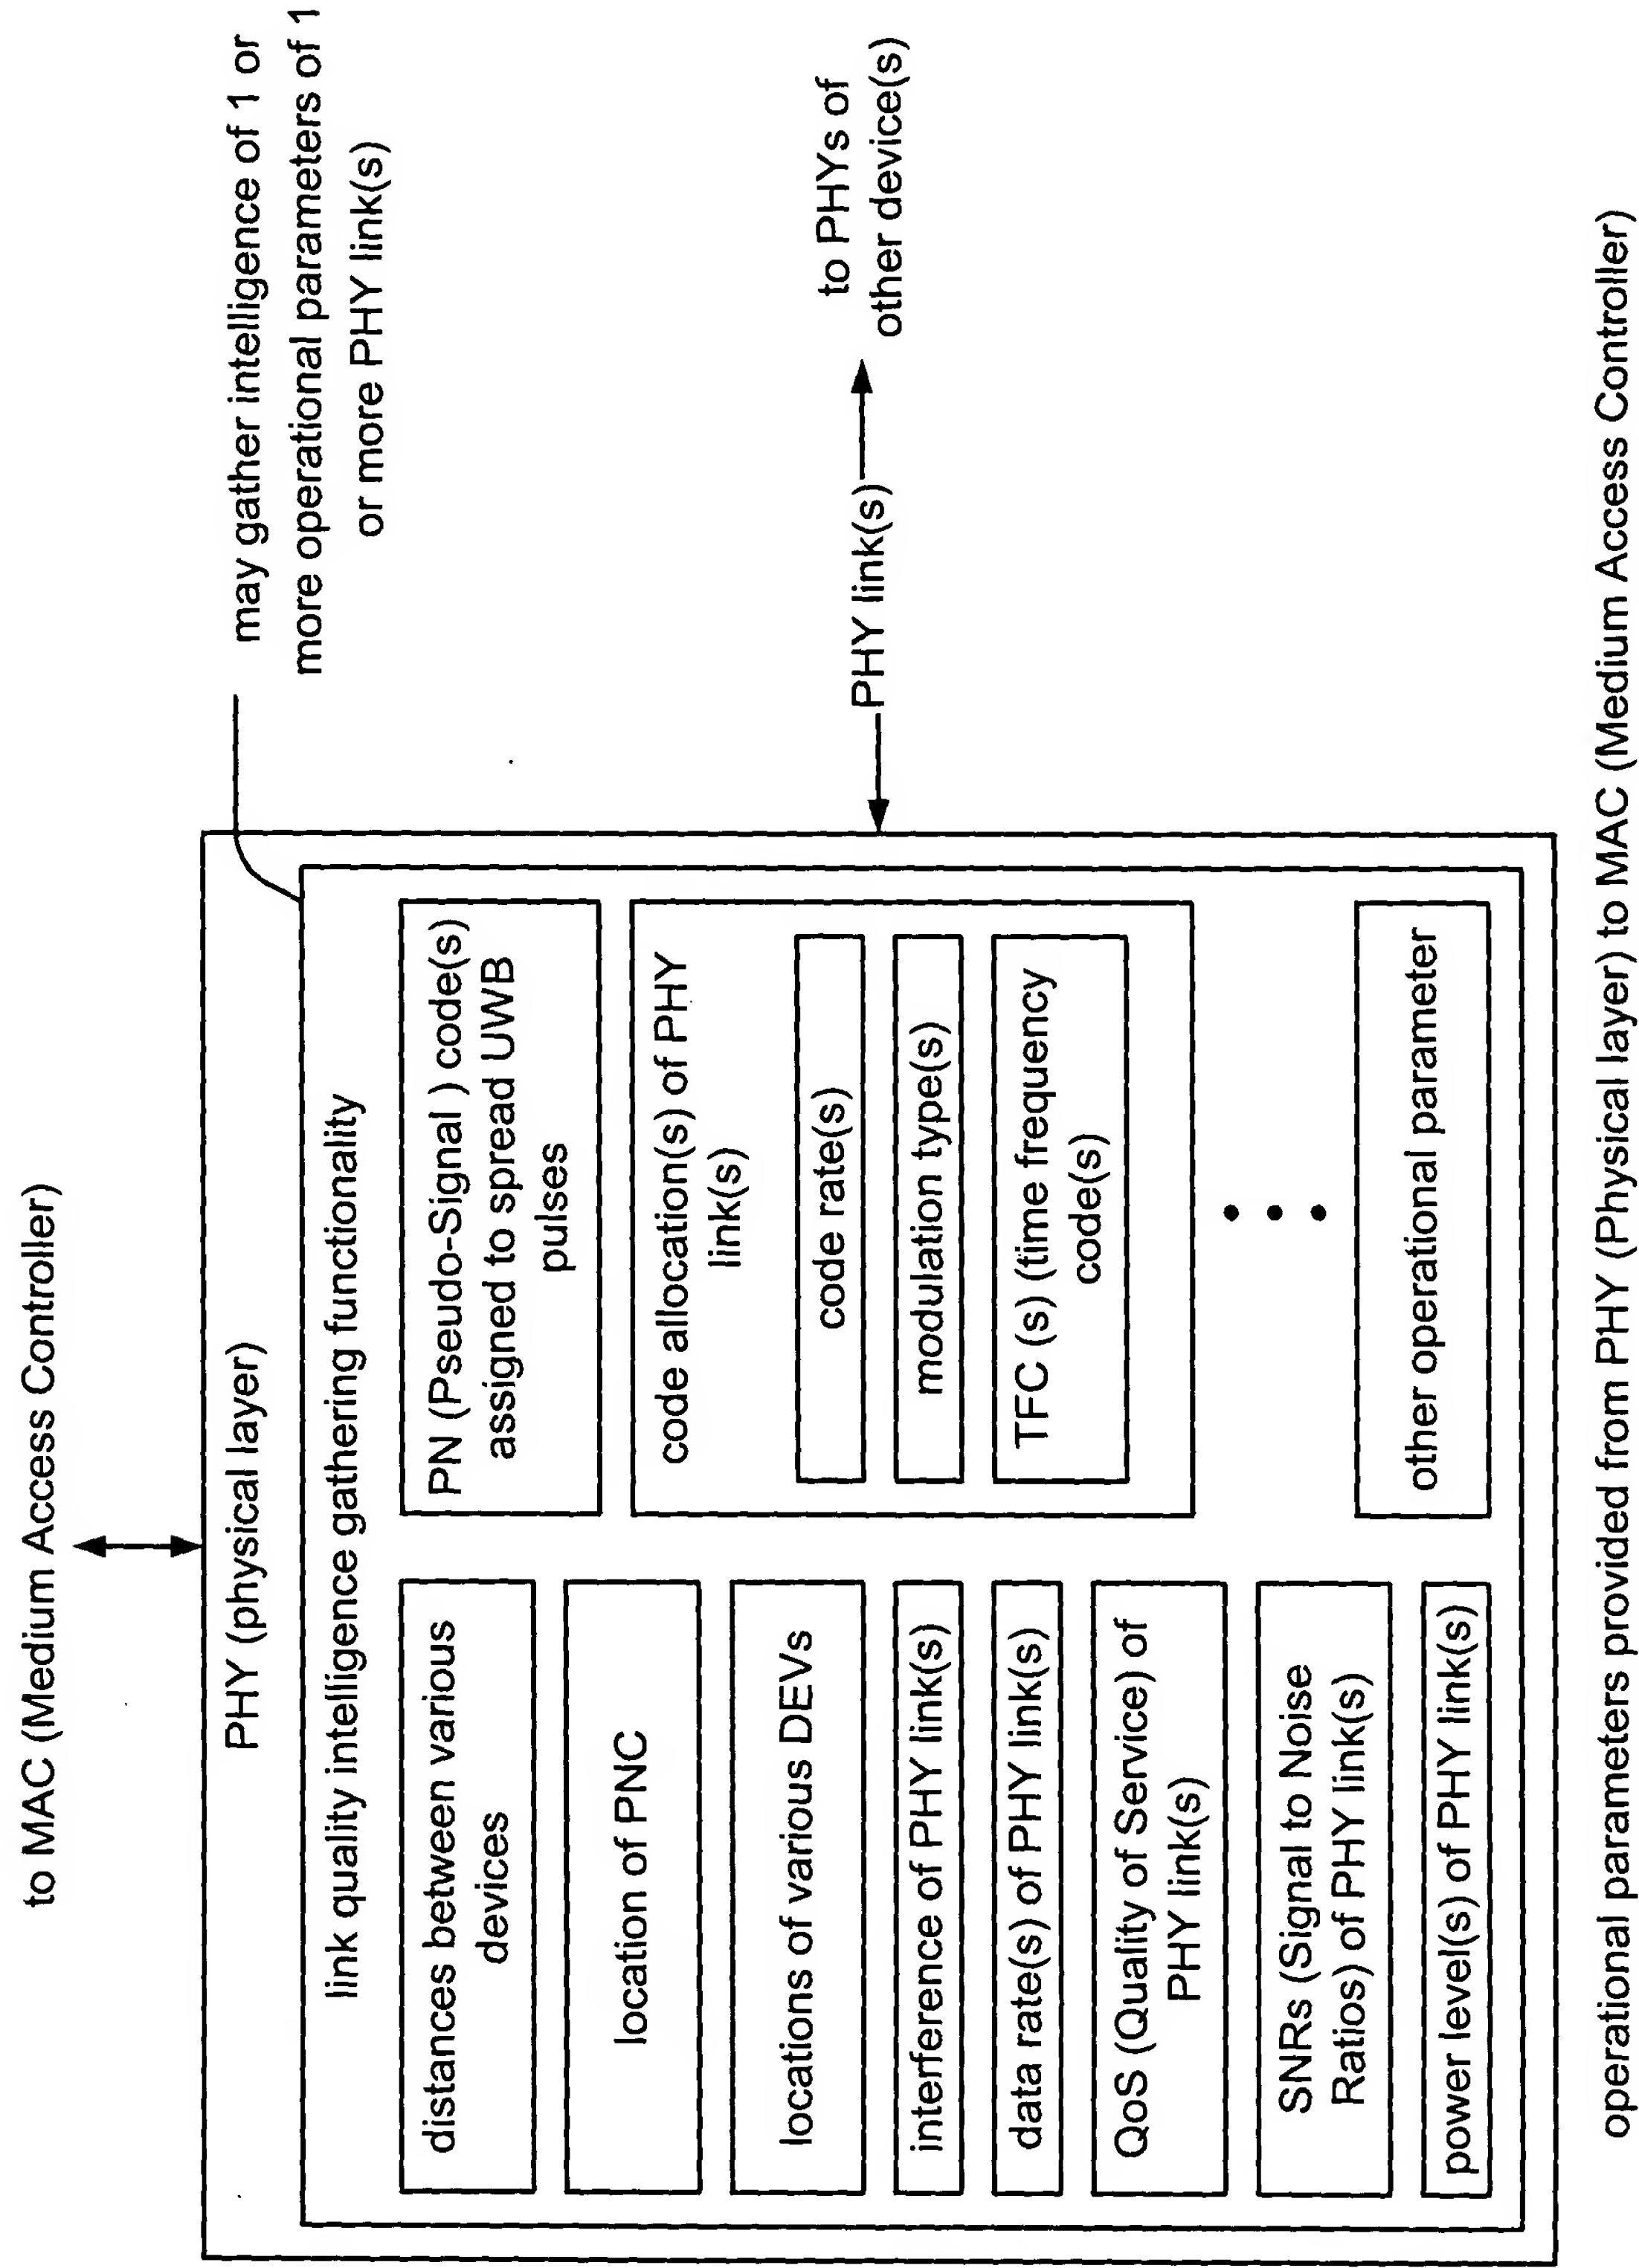 to MAC (Medium Access Controller)
PHY (physical layer)
may gather intelligence of 1 or
more operational parameters of 1
or more PHY link(s)
link quality intelligence gathering functionality
distances between various
devices
location of PNC
locations of various DEVs
interference of PHY link(s)
data rate(s) of PHY link(s)
QoS (Quality of Service) of
PHY link(s)
SNRs (Signal to Noise
Ratios) of PHY link(s)
power level(s) of PHY link(s)
PN (Pseudo-Signal ) code(s)
assigned to spread UWB
pulses
code allocation(s) of PHY
link(s)
code rate(s)
modulation type(s)
TFC (s) (time frequency
code(s)
other operational parameter
PHY link(s)
to PHYs of
other device(s)
operational parameters provided from PHY (Physical layer) to MAC (Medium Access Controller)